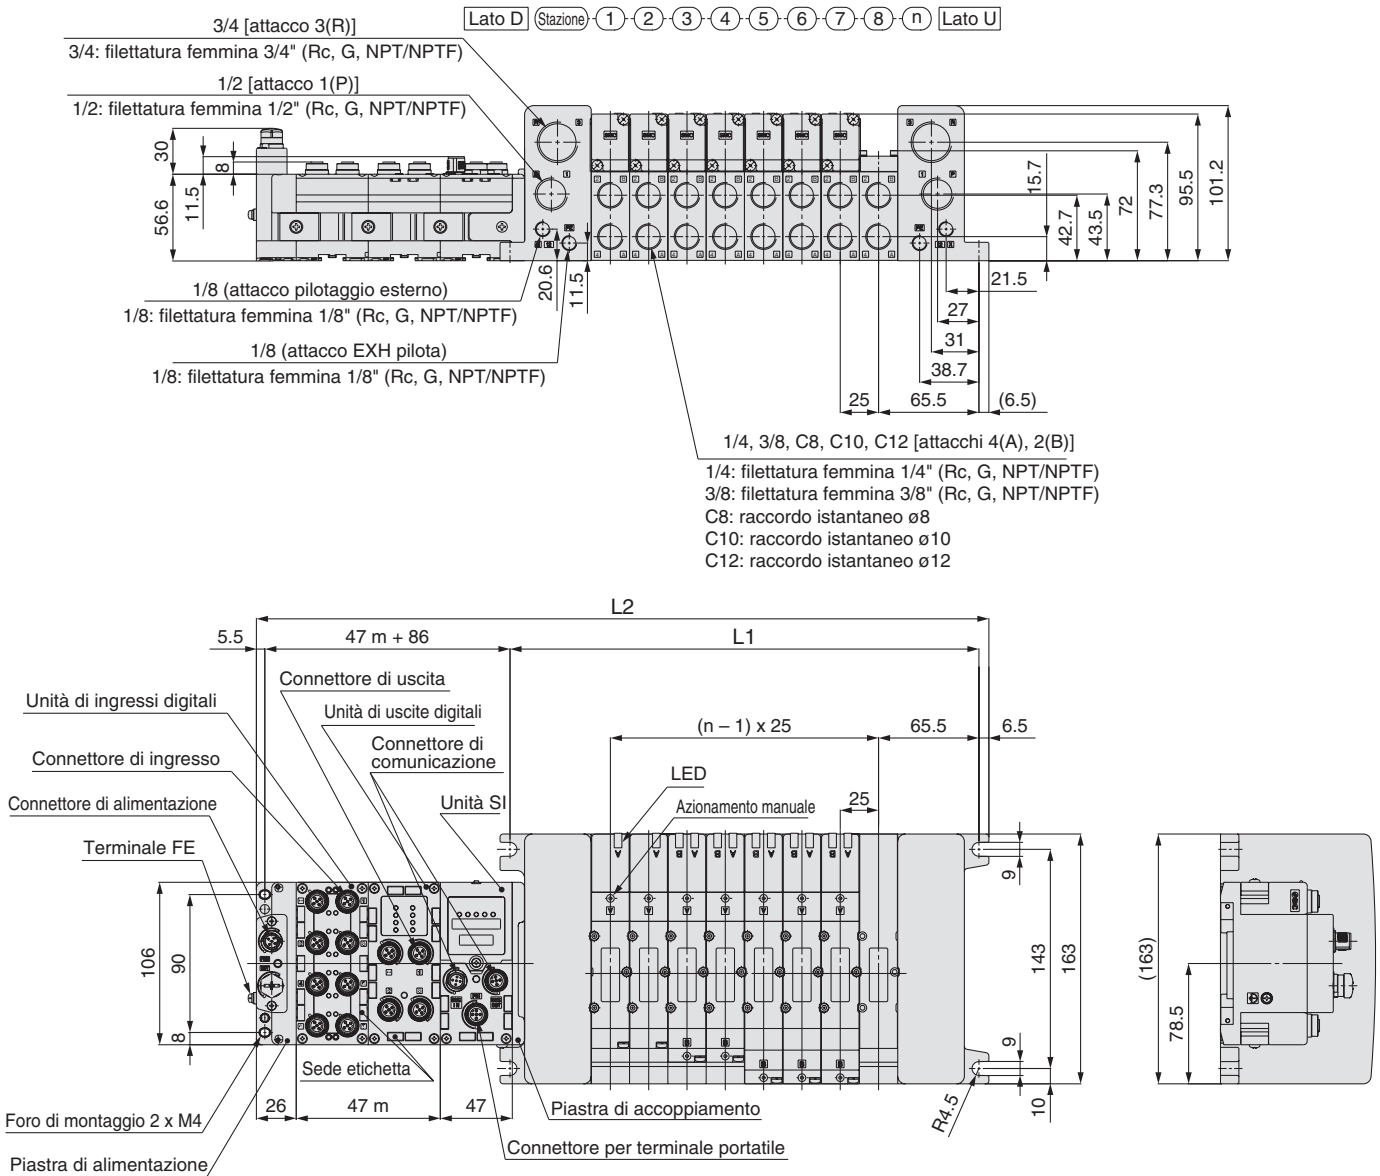 Lato D Stazione 1 2 3 4 5 6 7 8 n Lato U
3/4 [attacco 3(R)]
3/4: filettatura femmina 3/4" (Rc, G, NPT/NPTF)
1/2 [attacco 1(P)]
1/2: filettatura femmina 1/2" (Rc, G, NPT/NPTF)
30
8
11.5
56.6
15.7
42.7
43.5
72
77.3
95.5
101.2
20.6
11.5
21.5
27
31
38.7
25
65.5
(6.5)
1/8 (attacco pilotaggio esterno)
1/8: filettatura femmina 1/8" (Rc, G, NPT/NPTF)
1/8 (attacco EXH pilota)
1/8: filettatura femmina 1/8" (Rc, G, NPT/NPTF)
1/4, 3/8, C8, C10, C12 [attacchi 4(A), 2(B)]
1/4: filettatura femmina 1/4" (Rc, G, NPT/NPTF)
3/8: filettatura femmina 3/8" (Rc, G, NPT/NPTF)
C8: raccordo istantaneo ø8
C10: raccordo istantaneo ø10
C12: raccordo istantaneo ø12
L2
5.5
47 m + 86
L1
Connettore di uscita
Unità di ingressi digitali
Unità di uscite digitali
(n – 1) x 25
65.5
6.5
Connettore di
comunicazione
Connettore di ingresso
LED
Connettore di alimentazione
Unità SI
Azionamento manuale
25
Terminale FE
A A B A B A B A B A B A
9
106
90
8
143
163
(163)
78.5
9
10
R4.5
Sede etichetta
26
47 m
47
Piastra di accoppiamento
Foro di montaggio 2 x M4
Connettore per terminale portatile
Piastra di alimentazione